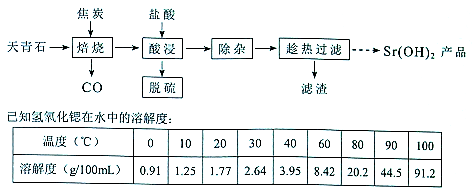 焦炭 盐酸
天青石 焙烧 酸浸 除杂 趁热过滤 Sr(OH)₂ 产品
CO 脱硫 滤渣
已知氢氧化锶在水中的溶解度：
温度（℃） 0 10 20 30 40 60 80 90 100
溶解度（g/100mL） 0.91 1.25 1.77 2.64 3.95 8.42 20.2 44.5 91.2